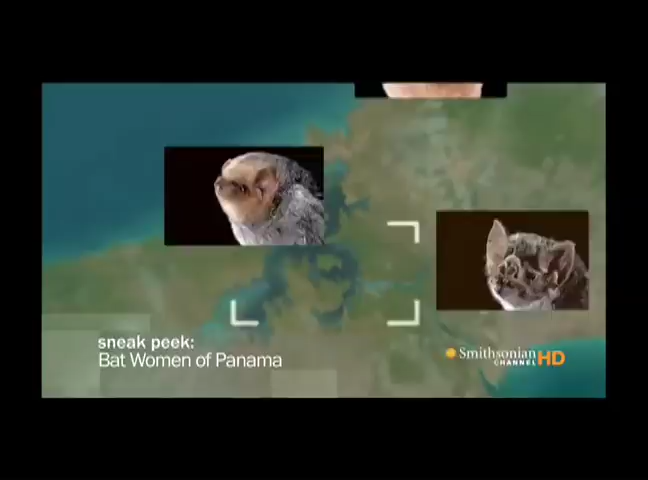 sneak peek:
Bat Women of Panama
Smithsonian
CHANNEL HD